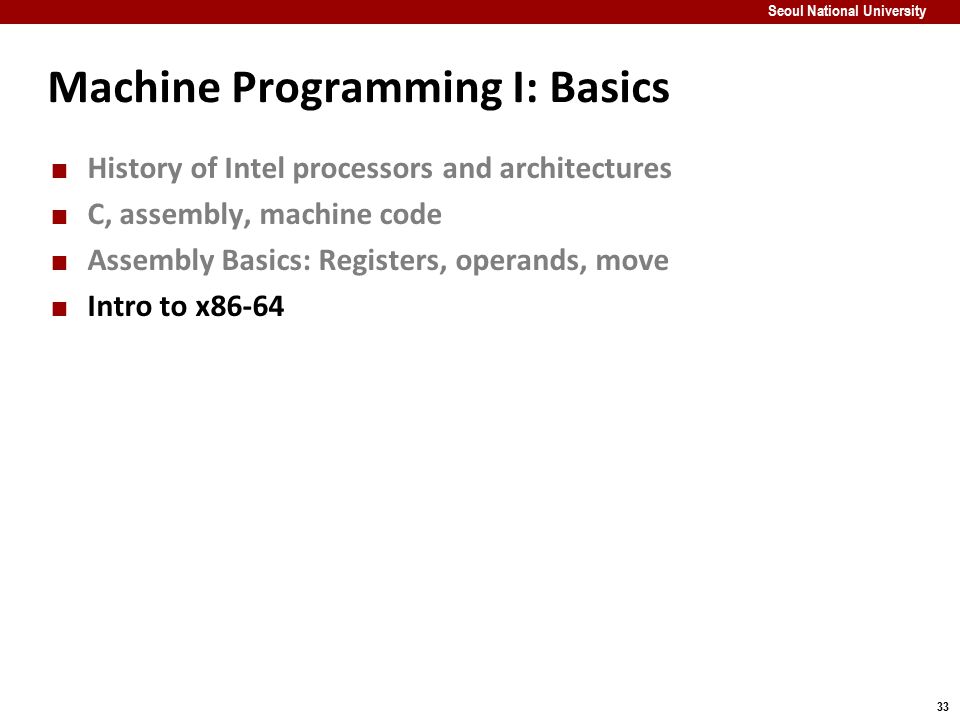 Seoul National University
Machine Programming I: Basics
■ History of Intel processors and architectures
■ C, assembly, machine code
■ Assembly Basics: Registers, operands, move
■ Intro to x86-64
33